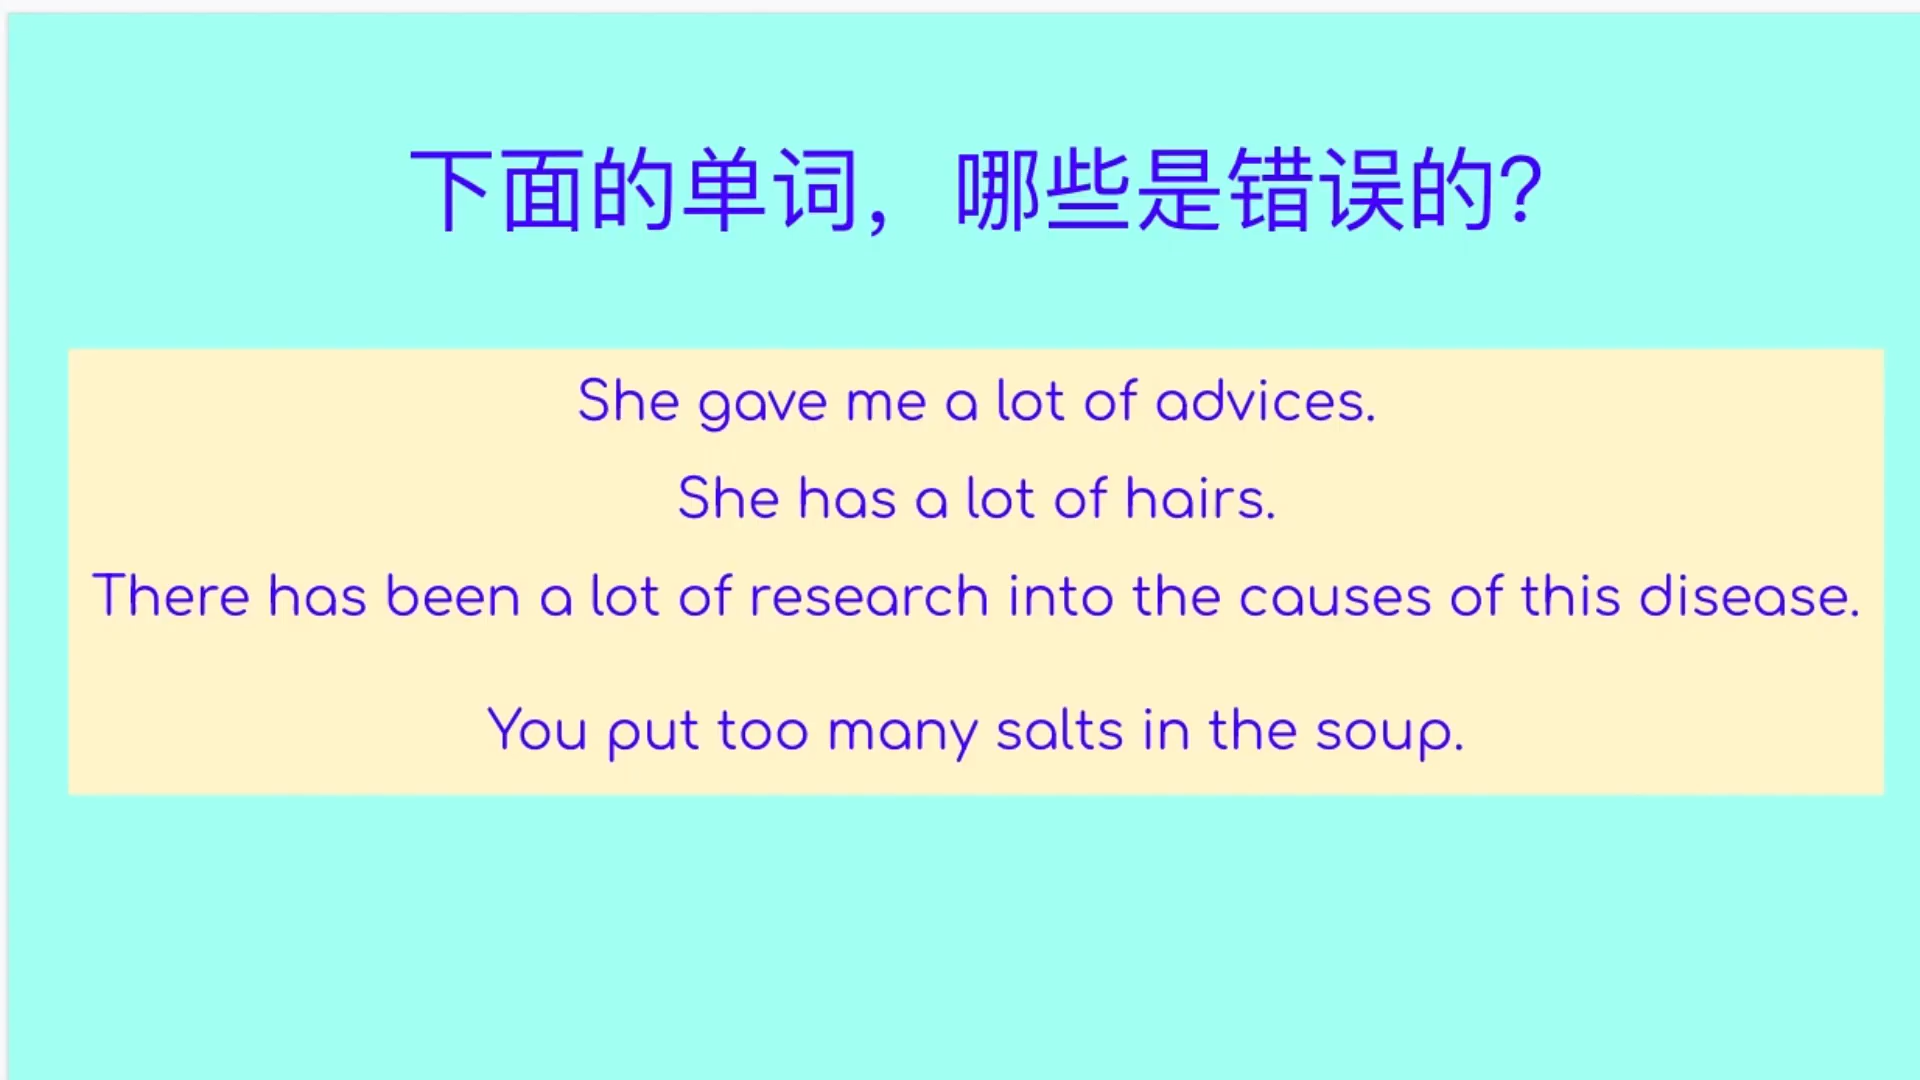 下面的单词，哪些是错误的?
She gave me a lot of advices.
She has a lot of hairs.
There has been a lot of research into the causes of this disease.
You put too many salts in the soup.